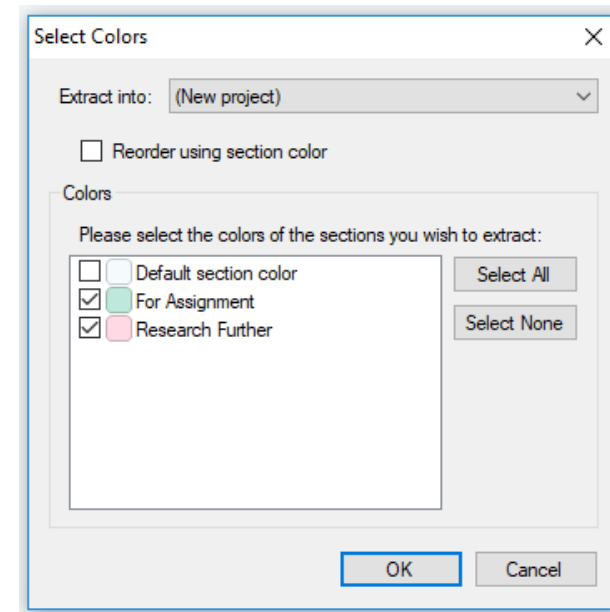 Select Colors
Extract into: (New project)
Reorder using section color
Colors
Please select the colors of the sections you wish to extract:
Default section color
Select All
For Assignment
Research Further
Select None
OK
Cancel